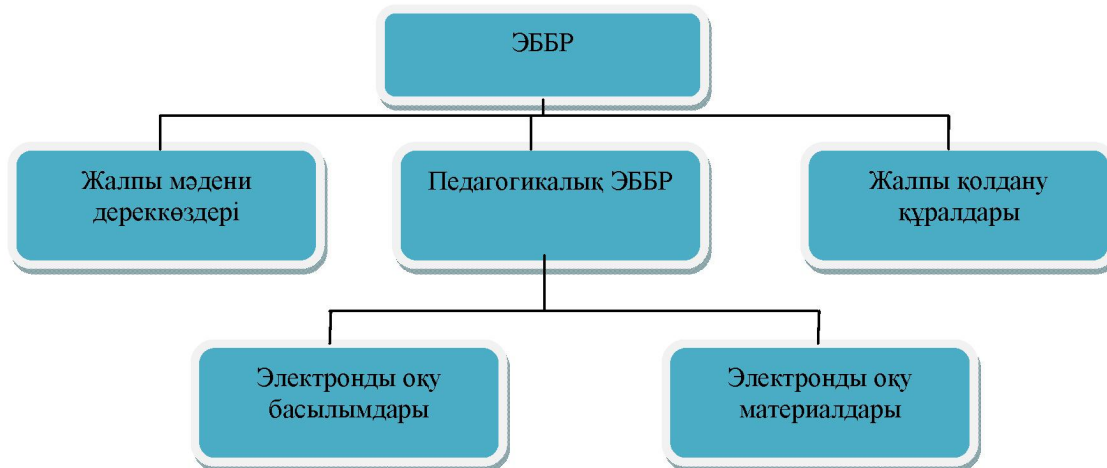 ЭББР
Жалпы мәдени
дереккөздері
Педагогикалық ЭББР
Жалпы қолдану
құралдары
Электронды оқу
басылымдары
Электронды оқу
материалдары